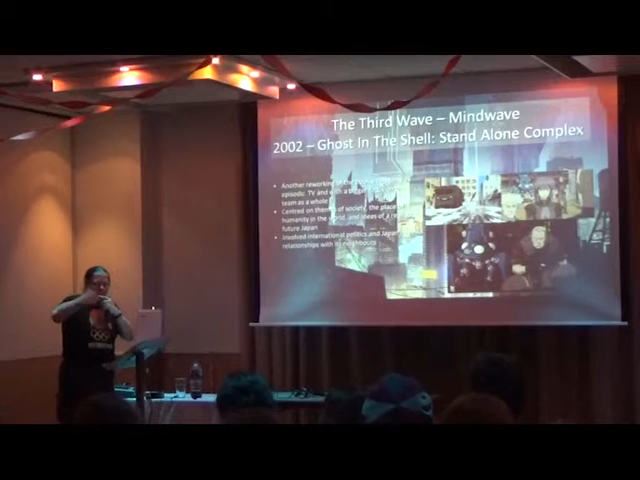 The Third Wave – Mindwave
2002 – Ghost In The Shell: Stand Alone Complex
• Another reworking of the
episodic TV and with a bigger
team as a whole
• Centred on themes of society, the place
humanity in the world, and ideas of a
future Japan
• Involved international politics and Japan
relationships with its neighbours